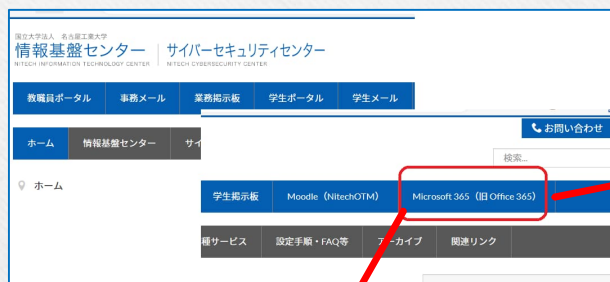 国立大学法人 名古屋工業大学
情報基盤センター
NITECH INFORMATION TECHNOLOGY CENTER
サイバーセキュリティセンター
NITECH CYBERSECURITY CENTER
教職員ポータル 事務メール 業務掲示板 学生ポータル 学生メール
ホーム 情報基盤センター サイ
ホーム
お問い合わせ
検索...
学生掲示板 Moodle（NitechOTM） Microsoft 365（旧 Office 365）
種サービス 設定手順・FAQ等 アーカイブ 関連リンク